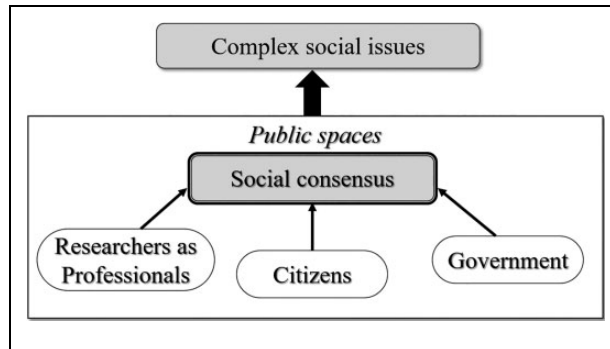 Complex social issues
Public spaces
Social consensus
Researchers as
Professionals
Citizens
Government